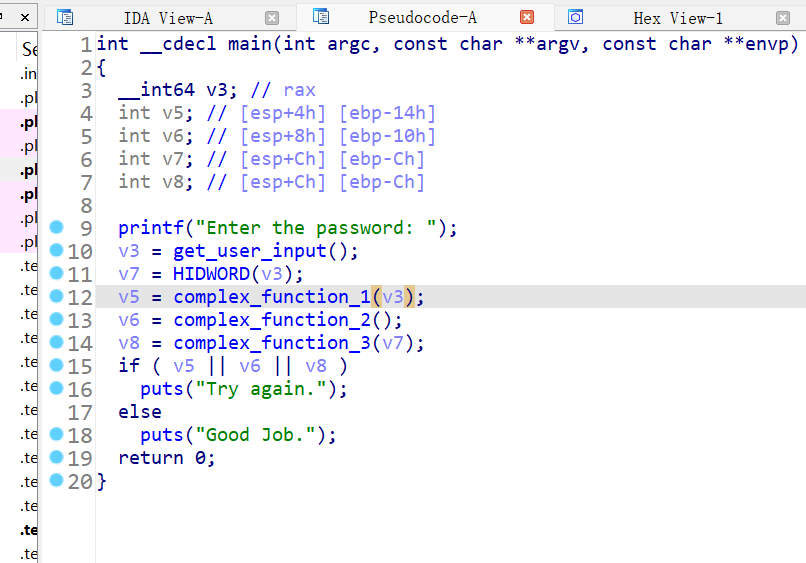 IDA View-A Pseudocode-A Hex View-1
Se
.in
.pl
.pl
.pl
.pl
.pl
.pl
.pl
.te
.te
.te
.te
.te
.te
.te
.te
.te
.te
.te
.te
.te
1 int __cdecl main(int argc, const char **argv, const char **envp)
2 {
3 __int64 v3; // rax
4 int v5; // [esp+4h] [ebp-14h]
5 int v6; // [esp+8h] [ebp-10h]
6 int v7; // [esp+Ch] [ebp-Ch]
7 int v8; // [esp+Ch] [ebp-Ch]
8
9 printf("Enter the password: ");
10 v3 = get_user_input();
11 v7 = HIDWORD(v3);
12 v5 = complex_function_1(v3);
13 v6 = complex_function_2();
14 v8 = complex_function_3(v7);
15 if ( v5 || v6 || v8 )
16 puts("Try again.");
17 else
18 puts("Good Job.");
19 return 0;
20 }